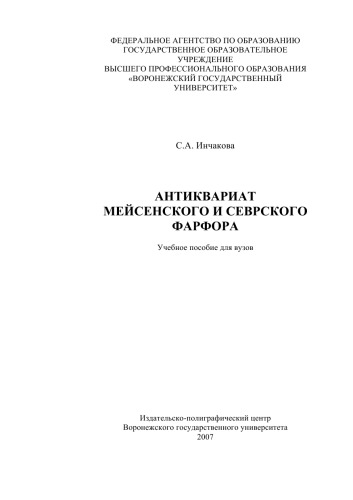 ФЕДЕРАЛЬНОЕ АГЕНТСТВО ПО ОБРАЗОВАНИЮ
ГОСУДАРСТВЕННОЕ ОБРАЗОВАТЕЛЬНОЕ
УЧРЕЖДЕНИЕ
ВЫСШЕГО ПРОФЕССИОНАЛЬНОГО ОБРАЗОВАНИЯ
«ВОРОНЕЖСКИЙ ГОСУДАРСТВЕННЫЙ
УНИВЕРСИТЕТ»
С.А. Инчакова
АНТИКВАРИАТ
МЕЙСЕНСКОГО И СЕВРСКОГО
ФАРФОРА
Учебное пособие для вузов
Издательско-полиграфический центр
Воронежского государственного университета
2007